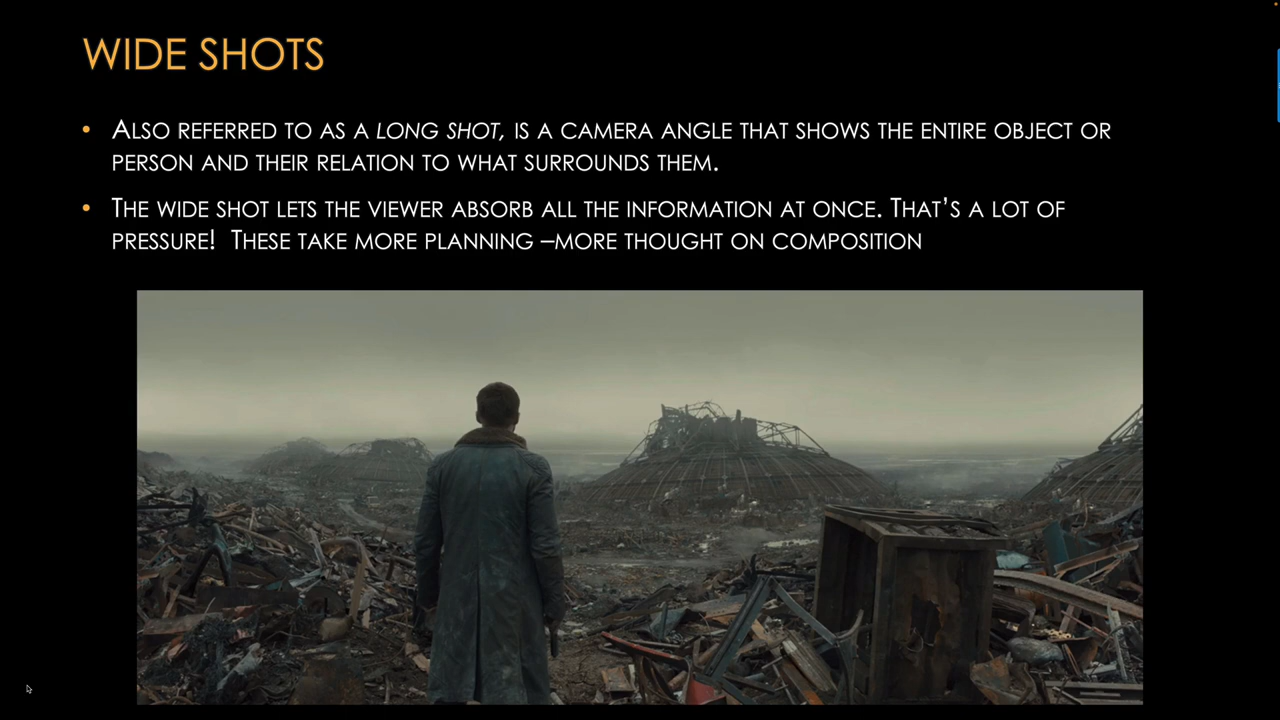 WIDE SHOTS
• ALSO REFERRED TO AS A LONG SHOT, IS A CAMERA ANGLE THAT SHOWS THE ENTIRE OBJECT OR
PERSON AND THEIR RELATION TO WHAT SURROUNDS THEM.
• THE WIDE SHOT LETS THE VIEWER ABSORB ALL THE INFORMATION AT ONCE. THAT'S A LOT OF
PRESSURE!  THESE TAKE MORE PLANNING –MORE THOUGHT ON COMPOSITION